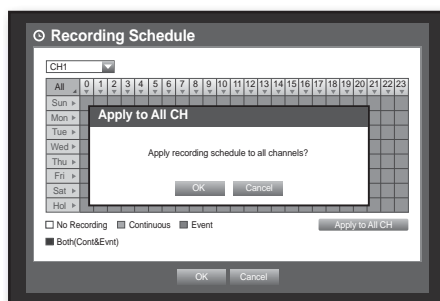 Recording Schedule
CH1
All 0 1 2 3 4 5 6 7 8 9 10 11 12 13 14 15 16 17 18 19 20 21 22 23
Sun
Mon
Apply to All CH
Tue
Wed
Apply recording schedule to all channels?
Thu
Fri
Sat
OK Cancel
Hol
No Recording Continuous Event Apply to All CH
Both(Cont&Evnt)
OK Cancel